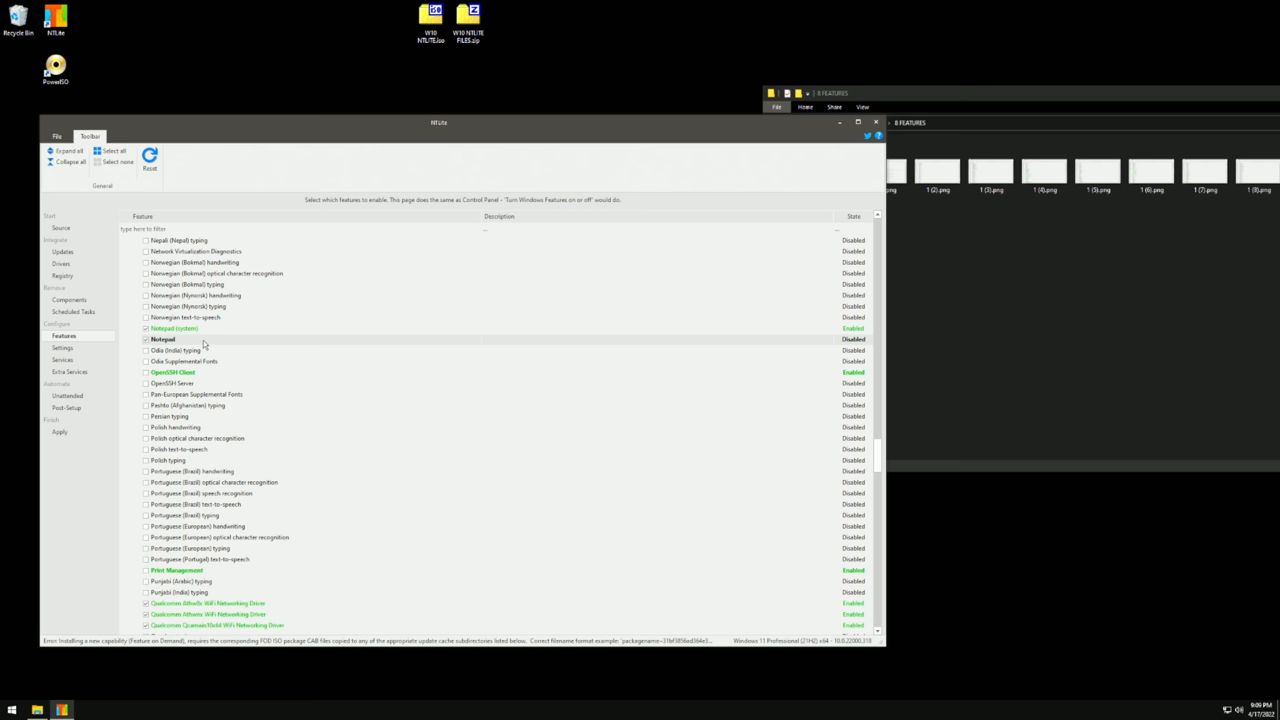 Recycle Bin
NTLite
PowerISO
W10
NTLITE.iso
W10 NTLITE
FILES.zip
8 FEATURES
File
Home
Share
View
8 FEATURES
.png
1 (2).png
1 (3).png
1 (4).png
1 (5).png
1 (6).png
1 (7).png
1 (8).png
NTLite
File
Toolbar
Expand all
Collapse all
Select all
Select none
Reset
General
Select which features to enable. This page does the same as Control Panel - 'Turn Windows Features on or off' would do.
Start
Source
Integrate
Updates
Drivers
Registry
Remove
Components
Scheduled Tasks
Configure
Features
Settings
Services
Extra Services
Automate
Unattended
Post-Setup
Finish
Apply
Feature Description State
type here to filter ... ...
Nepali (Nepal) typing Disabled
Network Virtualization Diagnostics Disabled
Norwegian (Bokmal) handwriting Disabled
Norwegian (Bokmal) optical character recognition Disabled
Norwegian (Bokmal) typing Disabled
Norwegian (Nynorsk) handwriting Disabled
Norwegian (Nynorsk) typing Disabled
Norwegian text-to-speech Disabled
Notepad (system) Enabled
Notepad Disabled
Odia (India) typing Disabled
Odia Supplemental Fonts Disabled
OpenSSH Client Enabled
OpenSSH Server Disabled
Pan-European Supplemental Fonts Disabled
Pashto (Afghanistan) typing Disabled
Persian typing Disabled
Polish handwriting Disabled
Polish optical character recognition Disabled
Polish text-to-speech Disabled
Polish typing Disabled
Portuguese (Brazil) handwriting Disabled
Portuguese (Brazil) optical character recognition Disabled
Portuguese (Brazil) speech recognition Disabled
Portuguese (Brazil) text-to-speech Disabled
Portuguese (Brazil) typing Disabled
Portuguese (European) handwriting Disabled
Portuguese (European) optical character recognition Disabled
Portuguese (European) typing Disabled
Portuguese (Portugal) text-to-speech Disabled
Print Management Enabled
Punjabi (Arabic) typing Disabled
Punjabi (India) typing Disabled
Qualcomm Athw8x WiFi Networking Driver Enabled
Qualcomm Athwnx WiFi Networking Driver Enabled
Qualcomm Qcamain10x64 WiFi Networking Driver Enabled
Error: Installing a new capability (Feature on Demand), requires the corresponding FOD ISO package CAB files copied to any of the appropriate update cache subdirectories listed below. Correct filename format example: 'packagename~31bf3856ad364e3...
Windows 11 Professional (21H2) x64 - 10.0.22000.318
9:09 PM
4/17/2022